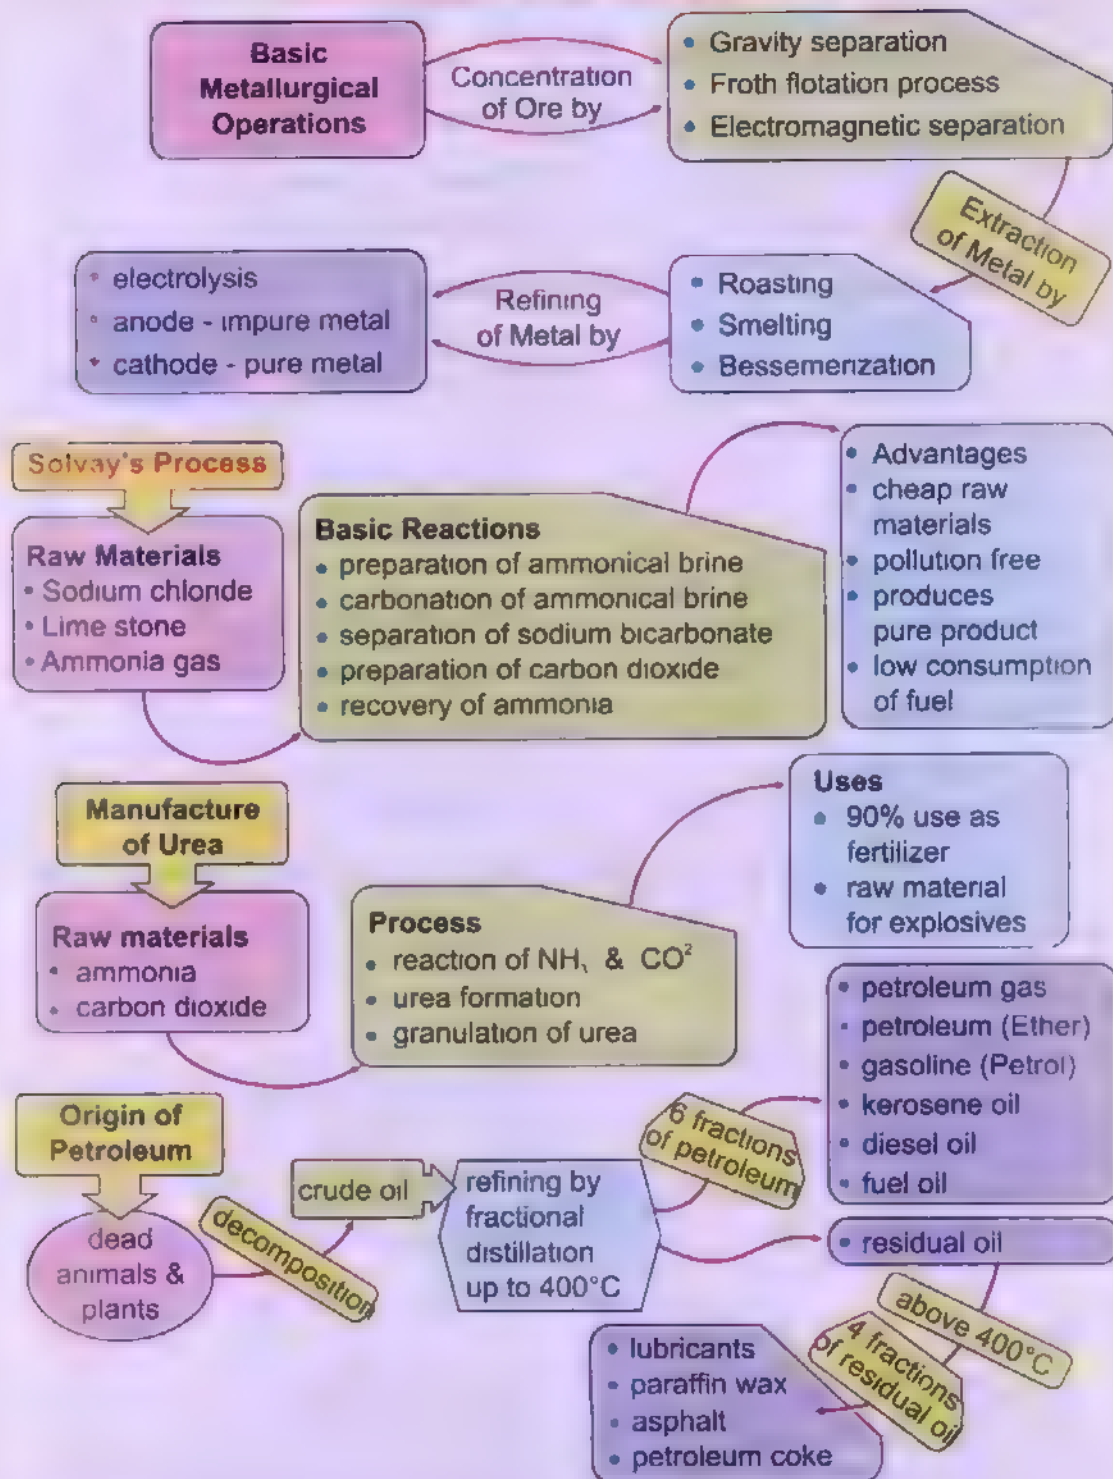 Basic
Metallurgical
Operations
Concentration
of Ore by
• Gravity separation
• Froth flotation process
• Electromagnetic separation
Extraction
of Metal by
• Roasting
• Smelting
• Bessemerization
Refining
of Metal by
• electrolysis
• anode - impure metal
• cathode - pure metal
Solvay's Process
Raw Materials
• Sodium chloride
• Lime stone
• Ammonia gas
Basic Reactions
• preparation of ammonical brine
• carbonation of ammonical brine
• separation of sodium bicarbonate
• preparation of carbon dioxide
• recovery of ammonia
• Advantages
• cheap raw
materials
• pollution free
• produces
pure product
• low consumption
of fuel
Manufacture
of Urea
Raw materials
• ammonia
• carbon dioxide
Process
• reaction of NH₃ & CO²
• urea formation
• granulation of urea
Uses
• 90% use as
fertilizer
• raw material
for explosives
Origin of
Petroleum
dead
animals &
plants
decomposition
crude oil
refining by
fractional
distillation
up to 400°C
6 fractions
of petroleum
• petroleum gas
• petroleum (Ether)
• gasoline (Petrol)
• kerosene oil
• diesel oil
• fuel oil
• residual oil
above 400°C
4 fractions
of residual oil
• lubricants
• paraffin wax
• asphalt
• petroleum coke